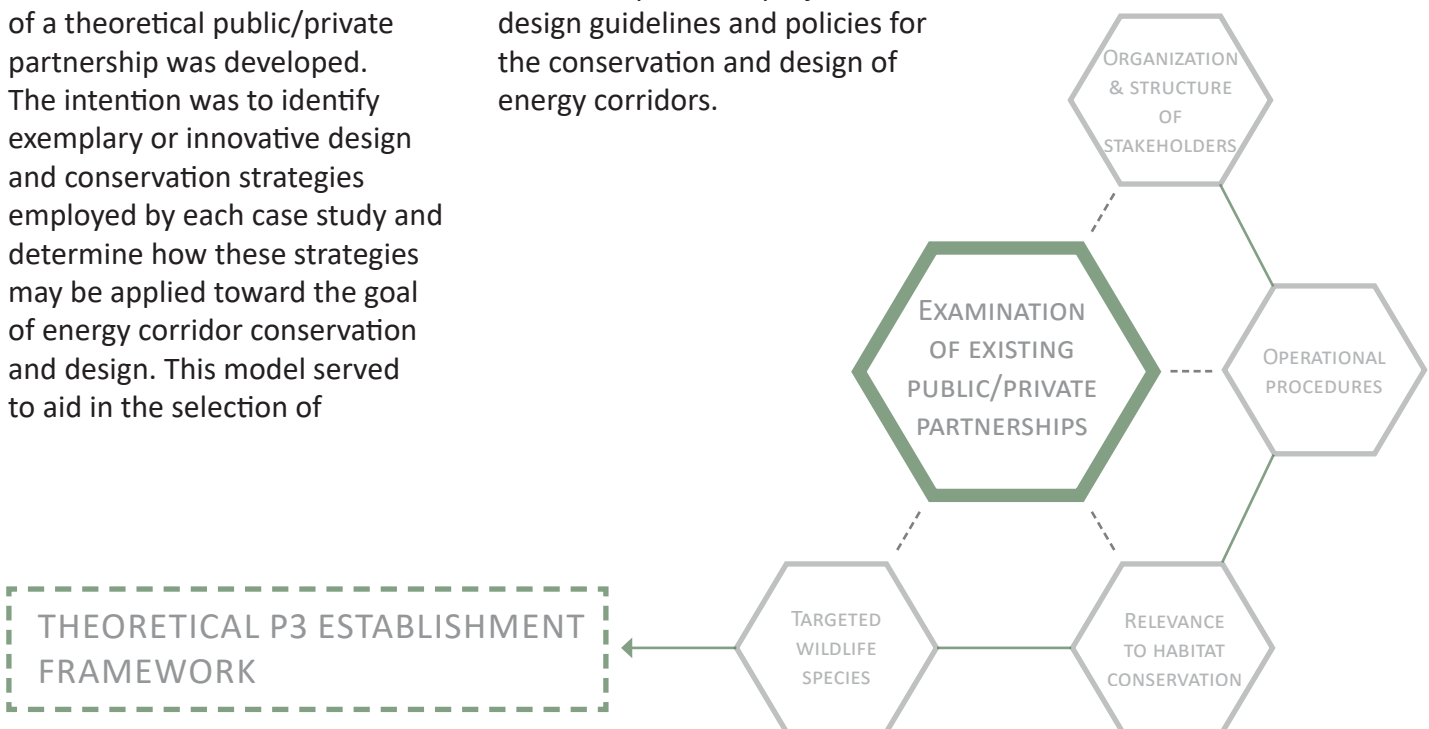 of a theoretical public/private
partnership was developed.
The intention was to identify
exemplary or innovative design
and conservation strategies
employed by each case study and
determine how these strategies
may be applied toward the goal
of energy corridor conservation
and design. This model served
to aid in the selection of
design guidelines and policies for
the conservation and design of
energy corridors.
Organization
& structure
of
stakeholders
Examination
of existing
public/private
partnerships
Operational
procedures
Targeted
wildlife
species
Relevance
to habitat
conservation
THEORETICAL P3 ESTABLISHMENT
FRAMEWORK